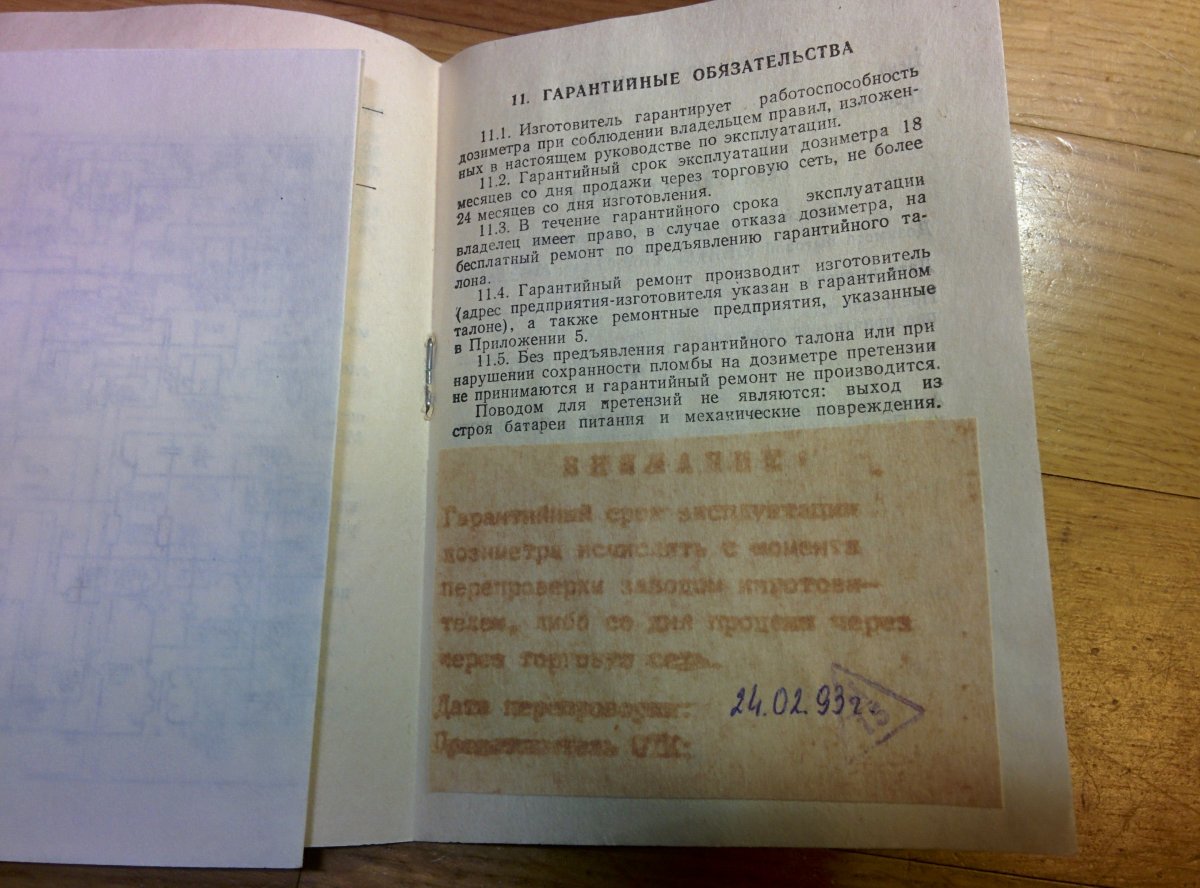 11. ГАРАНТИЙНЫЕ ОБЯЗАТЕЛЬСТВА
11.1. Изготовитель гарантирует работоспособность
дозиметра при соблюдении владельцем правил, изложен-
ных в настоящем руководстве по эксплуатации.
11.2. Гарантийный срок эксплуатации дозиметра 18
месяцев со дня продажи через торговую сеть, не более
24 месяцев со дня изготовления.
11.3. В течение гарантийного срока эксплуатации
владелец имеет право, в случае отказа дозиметра, на
бесплатный ремонт по предъявлению гарантийного та-
лона.
11.4. Гарантийный ремонт производит изготовитель
(адрес предприятия-изготовителя указан в гарантийном
талоне), а также ремонтные предприятия, указанные
в Приложении 5.
11.5. Без предъявления гарантийного талона или при
нарушении сохранности пломбы на дозиметре претензии
не принимаются и гарантийный ремонт не производится.
Поводом для претензий не являются: выход из
строя батареи питания и механические повреждения.
ВНИМАНИЕ!
Гарантийный срок эксплуатации
дозиметра исчислять с момента
перепроверки заводом изготови-
телем, либо со дня продажи через
через торговую сеть.
Дата перепроверки: 24.02.93г.
Представитель ОТК: